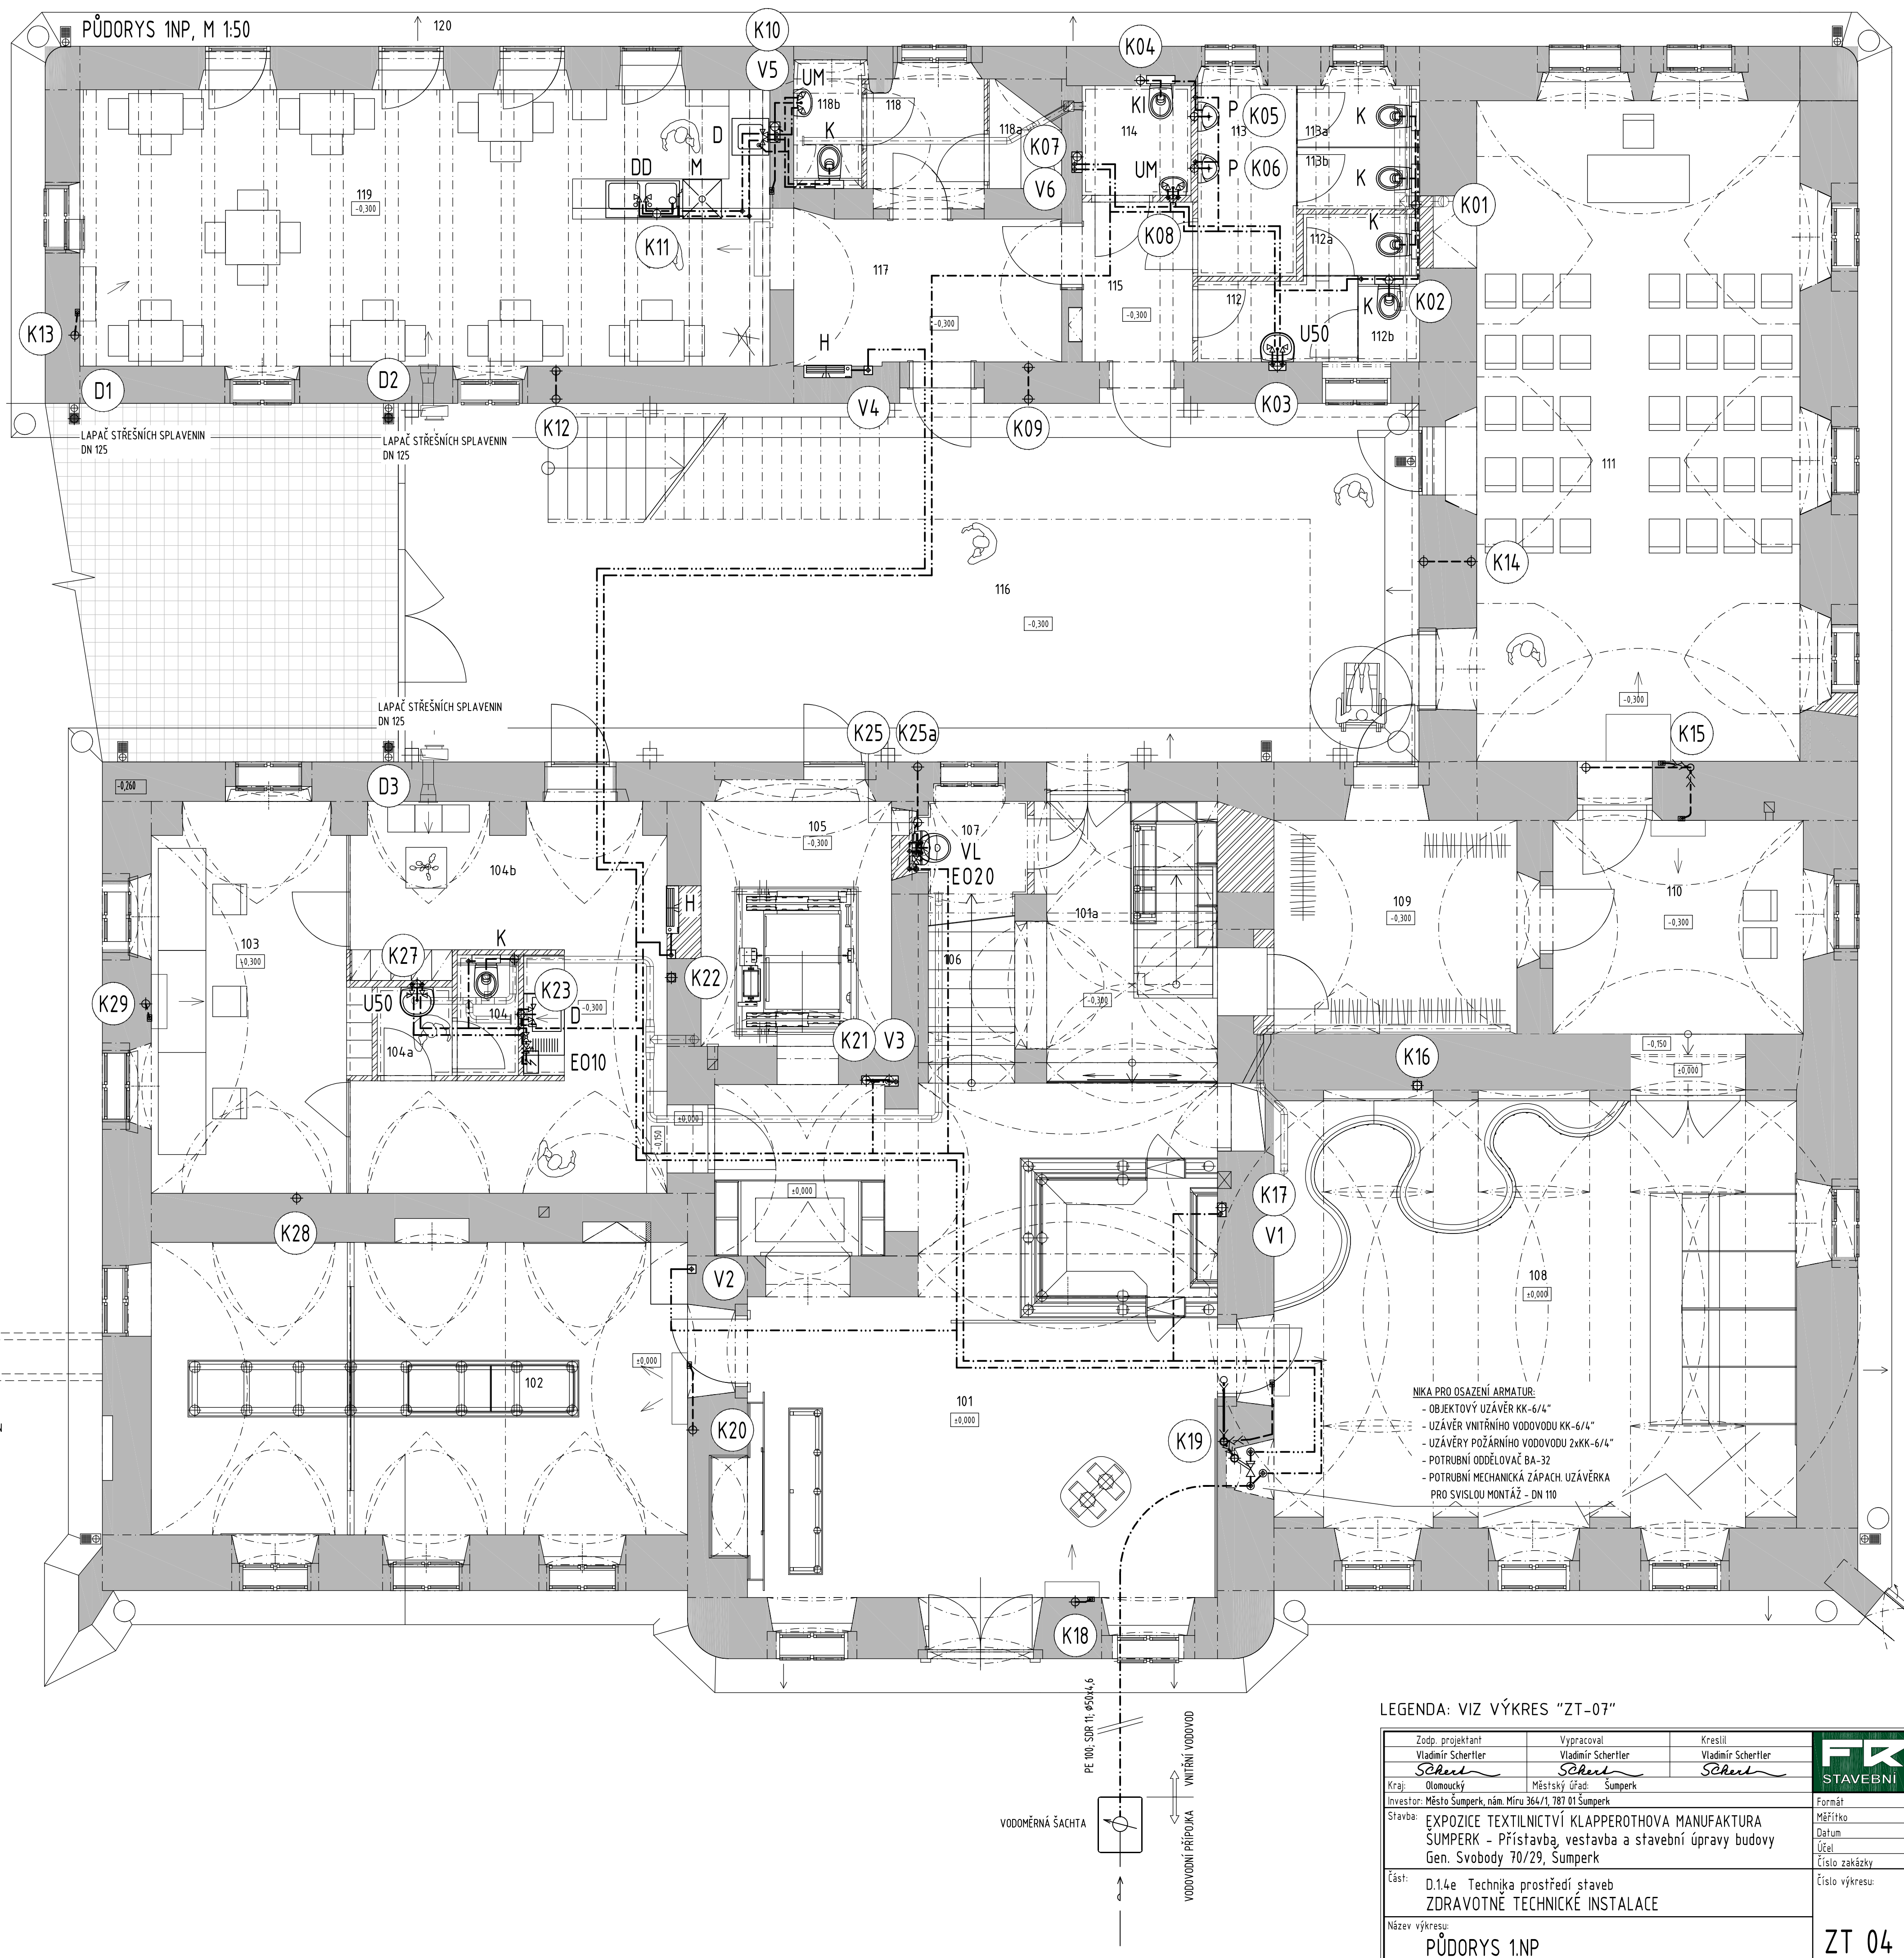 PŮDORYS 1NP, M 1:50
120
K10
V5
UM
118b
K
118
118a
K04
KI
114
UM
P
K05
113
P
K06
113a
K
113b
K
K07
V6
K08
K01
K
112a
K02
K
112b
112
U50
K03
D
DD
M
K11
119
-0,300
117
-0,300
115
-0,300
H
V4
K13
D1
D2
K12
K09
LAPAČ STŘEŠNÍCH SPLAVENIN
DN 125
LAPAČ STŘEŠNÍCH SPLAVENIN
DN 125
111
K14
116
-0,300
-0,300
LAPAČ STŘEŠNÍCH SPLAVENIN
DN 125
K25
K25a
K15
-0,260
D3
105
-0,300
107
VL
EO20
104b
H
101a
109
-0,300
110
-0,300
103
-0,300
K27
K
K22
106
K29
U50
K23
104
D
-0,300
-0,300
104a
EO10
K21
V3
K16
-0,150
±0,000
±0,000
-0,150
±0,000
K17
V1
K28
V2
108
±0,000
±0,000
102
101
±0,000
K20
K19
NIKA PRO OSAZENÍ ARMATUR:
- OBJEKTOVÝ UZÁVĚR KK-6/4"
- UZÁVĚR VNITŘNÍHO VODOVODU KK-6/4"
- UZÁVĚRY POŽÁRNÍHO VODOVODU 2xKK-6/4"
- POTRUBNÍ ODDĚLOVAČ BA-32
- POTRUBNÍ MECHANICKÁ ZÁPACH. UZÁVĚRKA
PRO SVISLOU MONTÁŽ - DN 110
K18
PE 100; SDR 11; ø50x4,6
VNITŘNÍ VODOVOD
VODOVODNÍ PŘÍPOJKA
VODOMĚRNÁ ŠACHTA
LEGENDA: VIZ VÝKRES "ZT-07"
Zodp. projektant
Vypracoval
Kreslil
Vladimír Schertler
Vladimír Schertler
Vladimír Schertler
Kraj: Olomoucký
Městský úřad: Šumperk
Investor: Město Šumperk, nám. Míru 364/1, 787 01 Šumperk
Stavba: EXPOZICE TEXTILNICTVÍ KLAPPEROTHOVA MANUFAKTURA
ŠUMPERK - Přístavba, vestavba a stavební úpravy budovy
Gen. Svobody 70/29, Šumperk
Část: D.1.4e Technika prostředí staveb
ZDRAVOTNĚ TECHNICKÉ INSTALACE
Název výkresu:
PŮDORYS 1.NP
STAVEBNÍ
Formát
Měřítko
Datum
Účel
Číslo zakázky
Číslo výkresu:
ZT 04